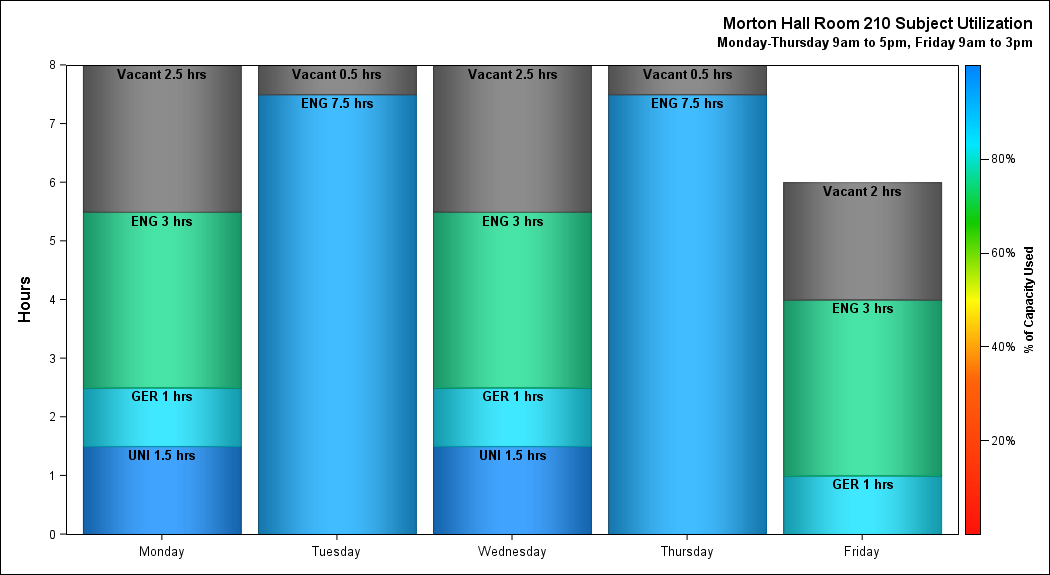 Morton Hall Room 210 Subject Utilization
Monday-Thursday 9am to 5pm, Friday 9am to 3pm
Hours
8
7
6
5
4
3
2
1
0
Vacant 2.5 hrs
ENG 3 hrs
GER 1 hrs
UNI 1.5 hrs
Vacant 0.5 hrs
ENG 7.5 hrs
Vacant 2.5 hrs
ENG 3 hrs
GER 1 hrs
UNI 1.5 hrs
Vacant 0.5 hrs
ENG 7.5 hrs
Vacant 2 hrs
ENG 3 hrs
GER 1 hrs
Monday
Tuesday
Wednesday
Thursday
Friday
80%
60%
40%
20%
% of Capacity Used